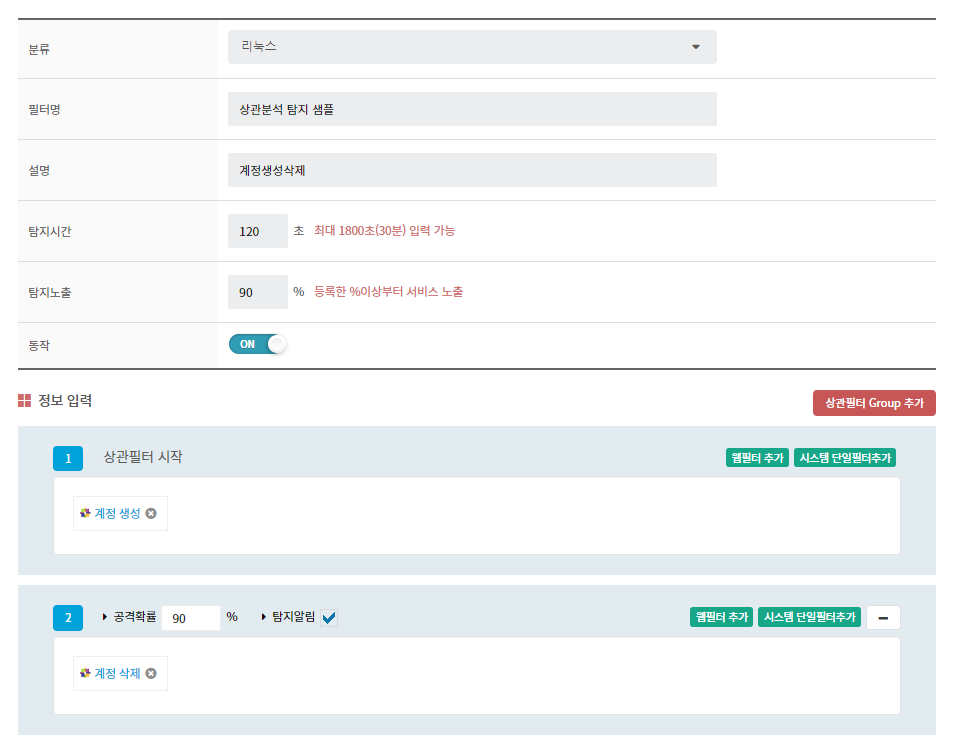 분류 리눅스
필터명 상관분석 탐지 샘플
설명 계정생성삭제
탐지시간 120 초 최대 1800초(30분) 입력 가능
탐지노출 90 % 등록한 %이상부터 서비스 노출
동작 ON
정보 입력 상관필터 Group 추가
1 상관필터 시작 웹필터 추가 시스템 단일필터추가
계정 생성
2 공격확률 90 % 탐지알림 웹필터 추가 시스템 단일필터추가
계정 삭제